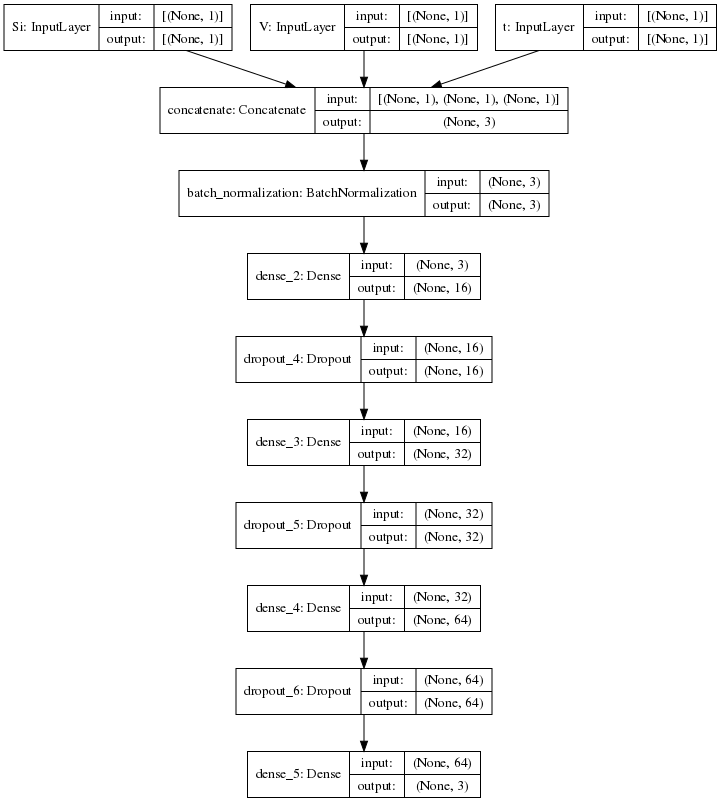 Si: InputLayer input: [(None, 1)] output: [(None, 1)]
V: InputLayer input: [(None, 1)] output: [(None, 1)]
t: InputLayer input: [(None, 1)] output: [(None, 1)]
concatenate: Concatenate input: [(None, 1), (None, 1), (None, 1)] output: (None, 3)
batch_normalization: BatchNormalization input: (None, 3) output: (None, 3)
dense_2: Dense input: (None, 3) output: (None, 16)
dropout_4: Dropout input: (None, 16) output: (None, 16)
dense_3: Dense input: (None, 16) output: (None, 32)
dropout_5: Dropout input: (None, 32) output: (None, 32)
dense_4: Dense input: (None, 32) output: (None, 64)
dropout_6: Dropout input: (None, 64) output: (None, 64)
dense_5: Dense input: (None, 64) output: (None, 3)